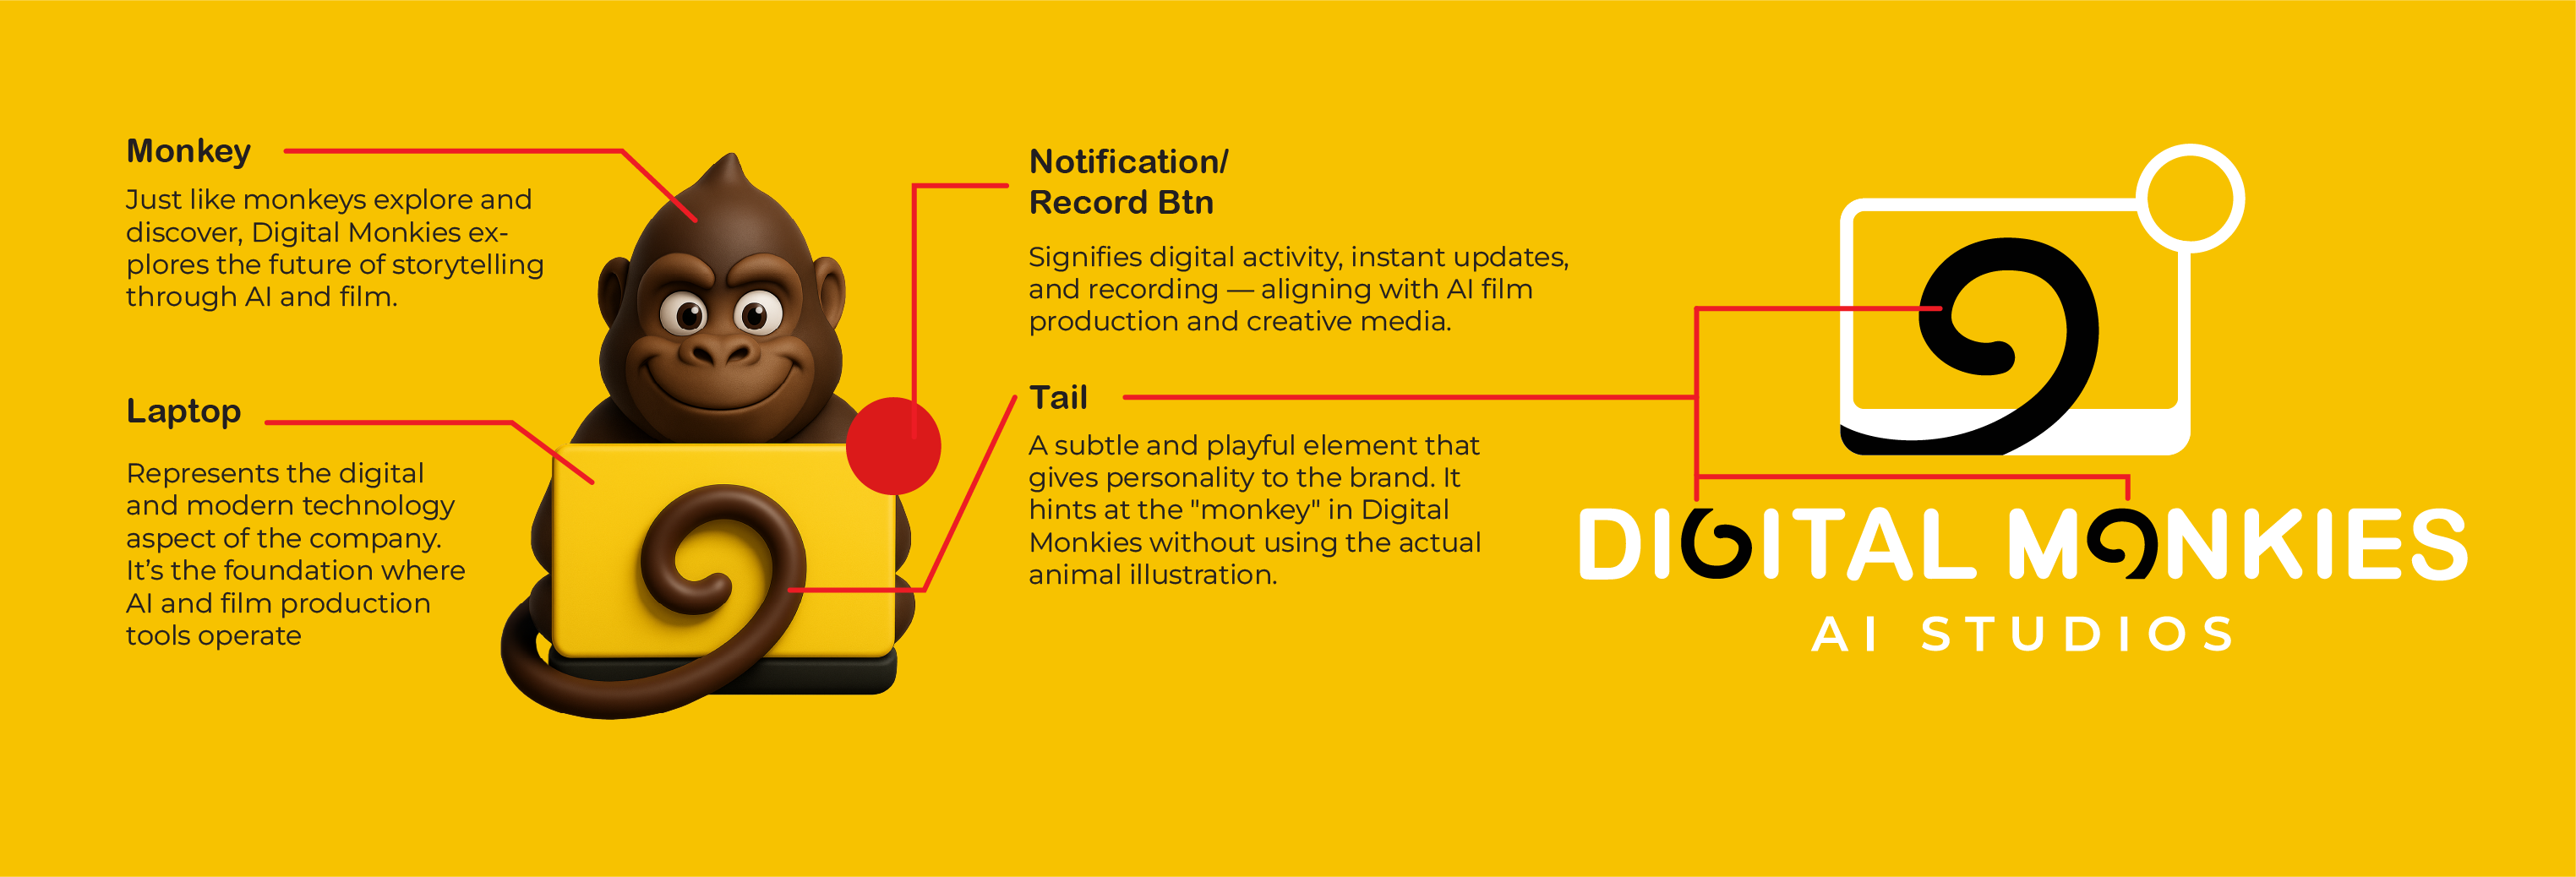 Monkey
Just like monkeys explore and
discover, Digital Monkies ex-
plores the future of storytelling
through AI and film.
Laptop
Represents the digital
and modern technology
aspect of the company.
It’s the foundation where
AI and film production
tools operate
Notification/
Record Btn
Signifies digital activity, instant updates,
and recording — aligning with AI film
production and creative media.
Tail
A subtle and playful element that
gives personality to the brand. It
hints at the "monkey" in Digital
Monkies without using the actual
animal illustration.
DIGITAL MONKIES
AI STUDIOS